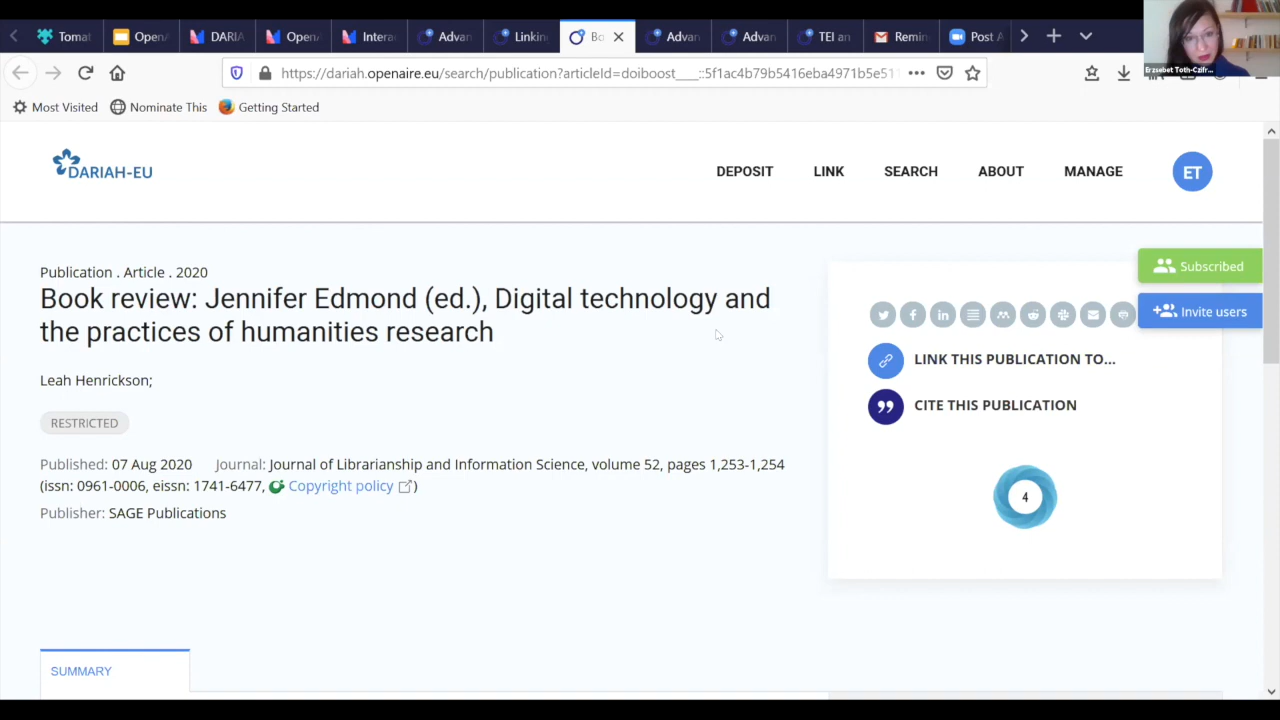 Tomat
OpenA
DARIA
Open
Intera
Advan
Linkin
Bo
Advan
Advan
TEI an
Remin
Post A
https://dariah.openaire.eu/search/publication?articleId=doiboost____::5f1ac4b79b5416eba4971b5e511
Erzsebet Toth-Czifr...
Most Visited
Nominate This
Getting Started
DARIAH-EU
DEPOSIT
LINK
SEARCH
ABOUT
MANAGE
ET
Publication . Article . 2020
Book review: Jennifer Edmond (ed.), Digital technology and
the practices of humanities research
Subscribed
Invite users
LINK THIS PUBLICATION TO...
CITE THIS PUBLICATION
4
Leah Henrickson;
RESTRICTED
Published: 07 Aug 2020 Journal: Journal of Librarianship and Information Science, volume 52, pages 1,253-1,254
(issn: 0961-0006, eissn: 1741-6477, Copyright policy )
Publisher: SAGE Publications
SUMMARY